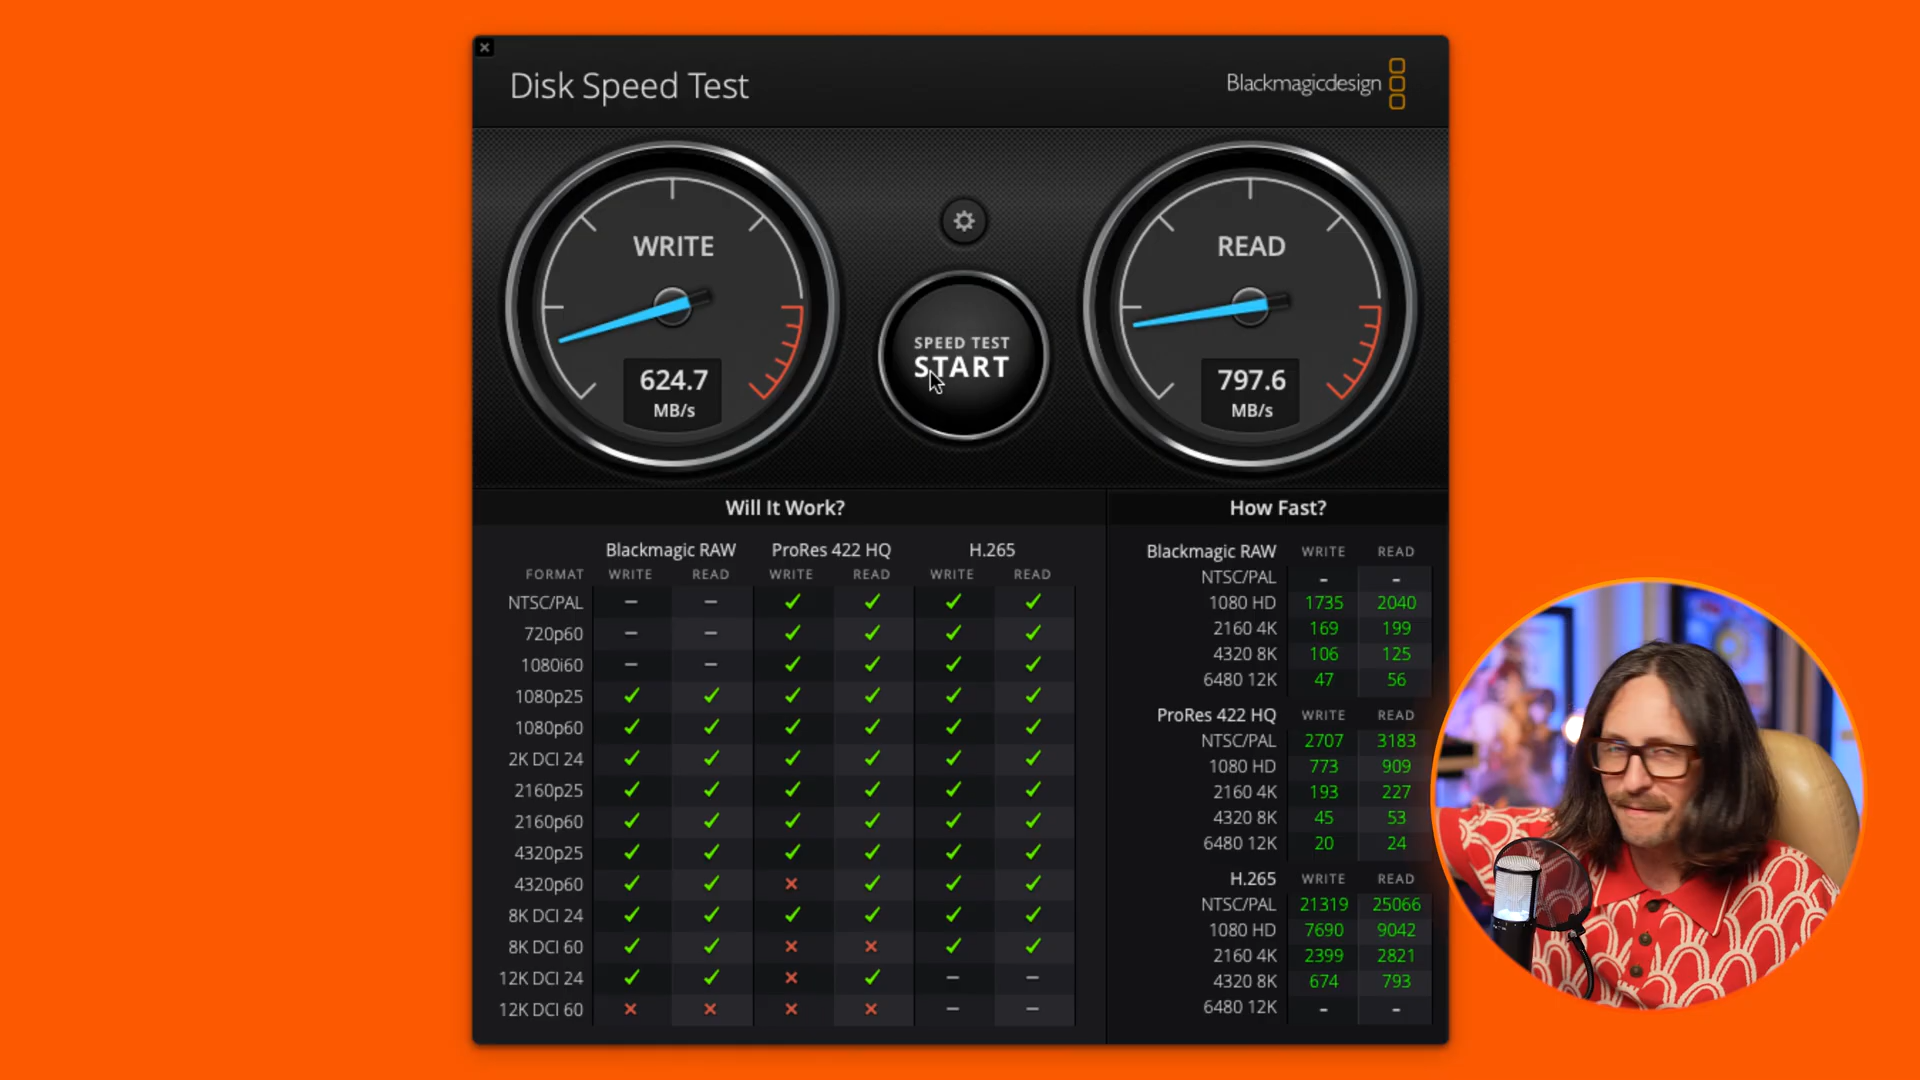 Disk Speed Test
Blackmagicdesign
WRITE
624.7
MB/s
SPEED TEST
START
READ
797.6
MB/s
Will It Work?
Blackmagic RAW ProRes 422 HQ H.265
FORMAT WRITE READ WRITE READ WRITE READ
NTSC/PAL – – ✓ ✓ ✓ ✓
720p60 – – ✓ ✓ ✓ ✓
1080i60 – – ✓ ✓ ✓ ✓
1080p25 ✓ ✓ ✓ ✓ ✓ ✓
1080p60 ✓ ✓ ✓ ✓ ✓ ✓
2K DCI 24 ✓ ✓ ✓ ✓ ✓ ✓
2160p25 ✓ ✓ ✓ ✓ ✓ ✓
2160p60 ✓ ✓ ✓ ✓ ✓ ✓
4320p25 ✓ ✓ ✓ ✓ ✓ ✓
4320p60 ✓ ✓ ✕ ✓ ✓ ✓
8K DCI 24 ✓ ✓ ✓ ✓ ✓ ✓
8K DCI 60 ✓ ✓ ✕ ✕ ✓ ✓
12K DCI 24 ✓ ✓ ✕ ✓ – –
12K DCI 60 ✕ ✕ ✕ ✕ – –
How Fast?
Blackmagic RAW WRITE READ
NTSC/PAL - -
1080 HD 1735 2040
2160 4K 169 199
4320 8K 106 125
6480 12K 47 56
ProRes 422 HQ WRITE READ
NTSC/PAL 2707 3183
1080 HD 773 909
2160 4K 193 227
4320 8K 45 53
6480 12K 20 24
H.265 WRITE READ
NTSC/PAL 21319 25066
1080 HD 7690 9042
2160 4K 2399 2821
4320 8K 674 793
6480 12K - -